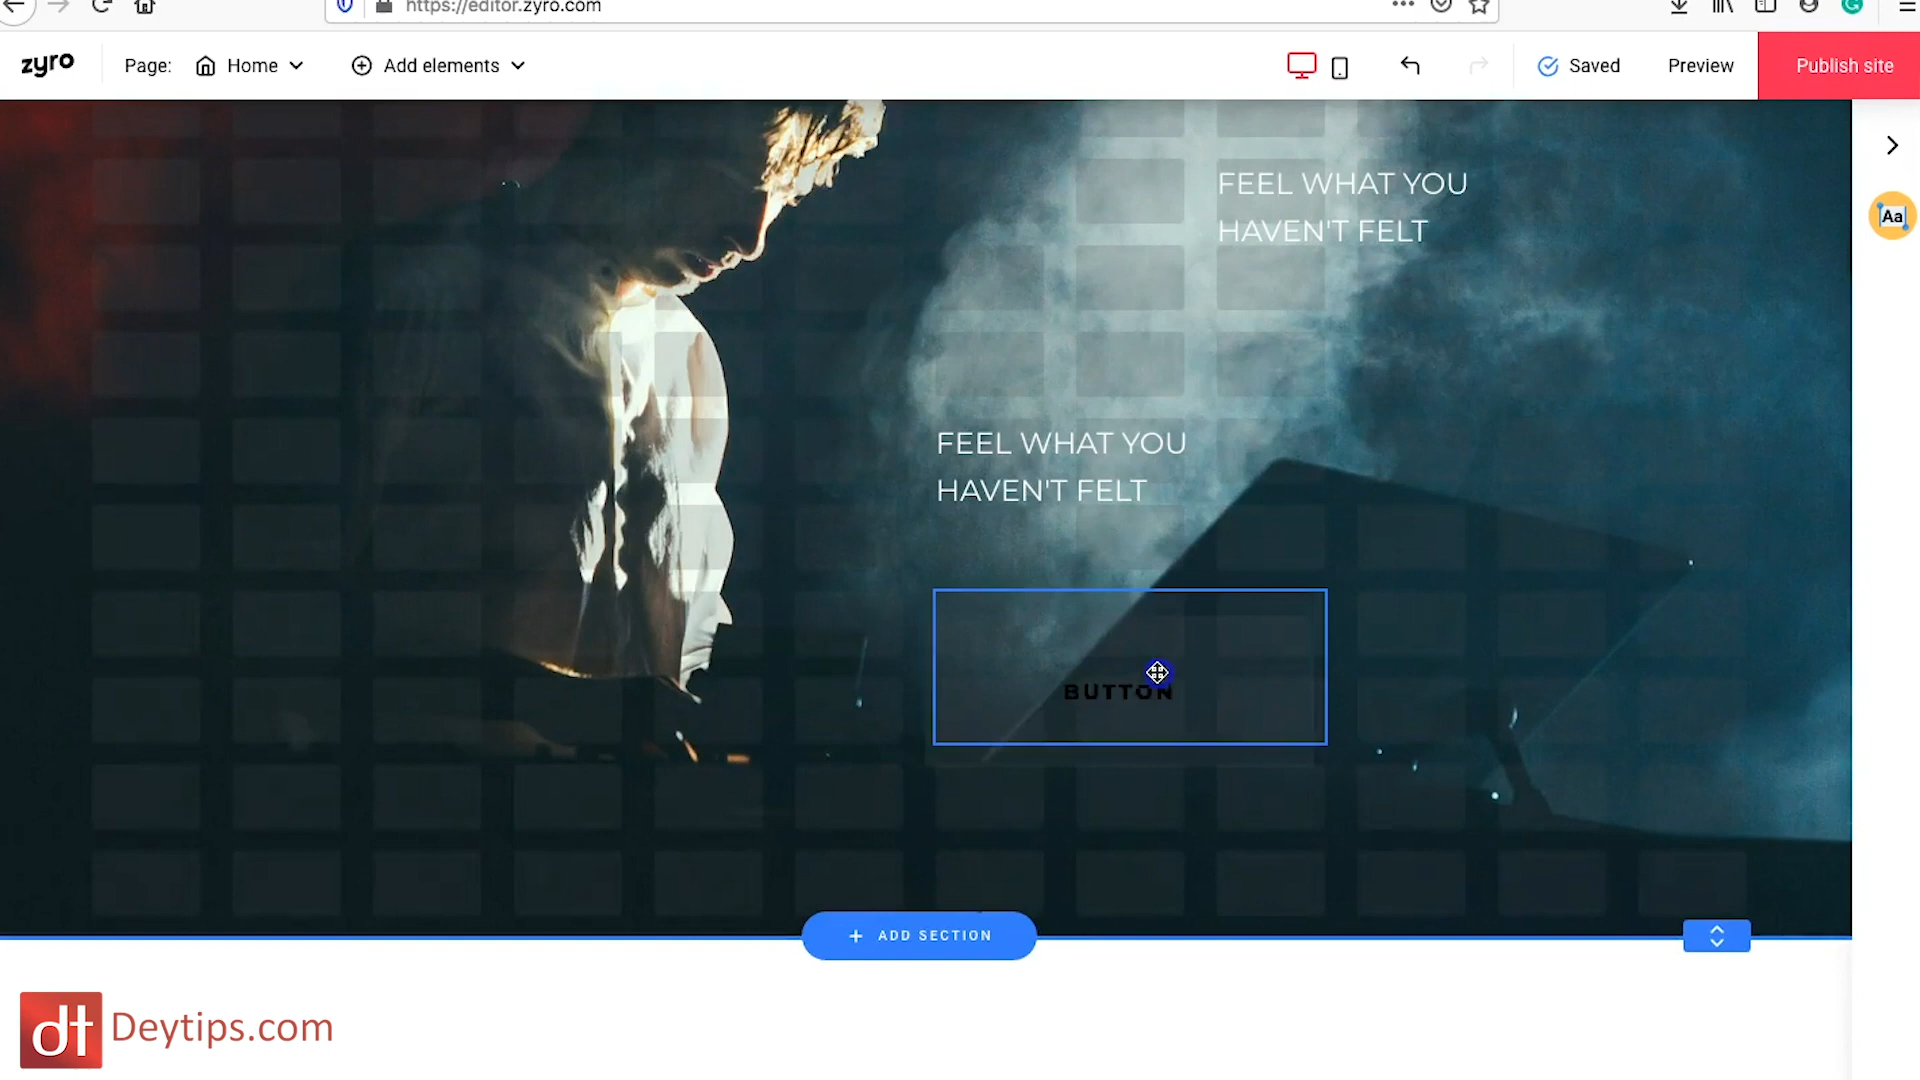 https://editor.zyro.com
zyro
Page:
Home
Add elements
Saved
Preview
Publish site
Aa
FEEL WHAT YOU
HAVEN'T FELT
FEEL WHAT YOU
HAVEN'T FELT
BUTTON
+ ADD SECTION
dt Deytips.com